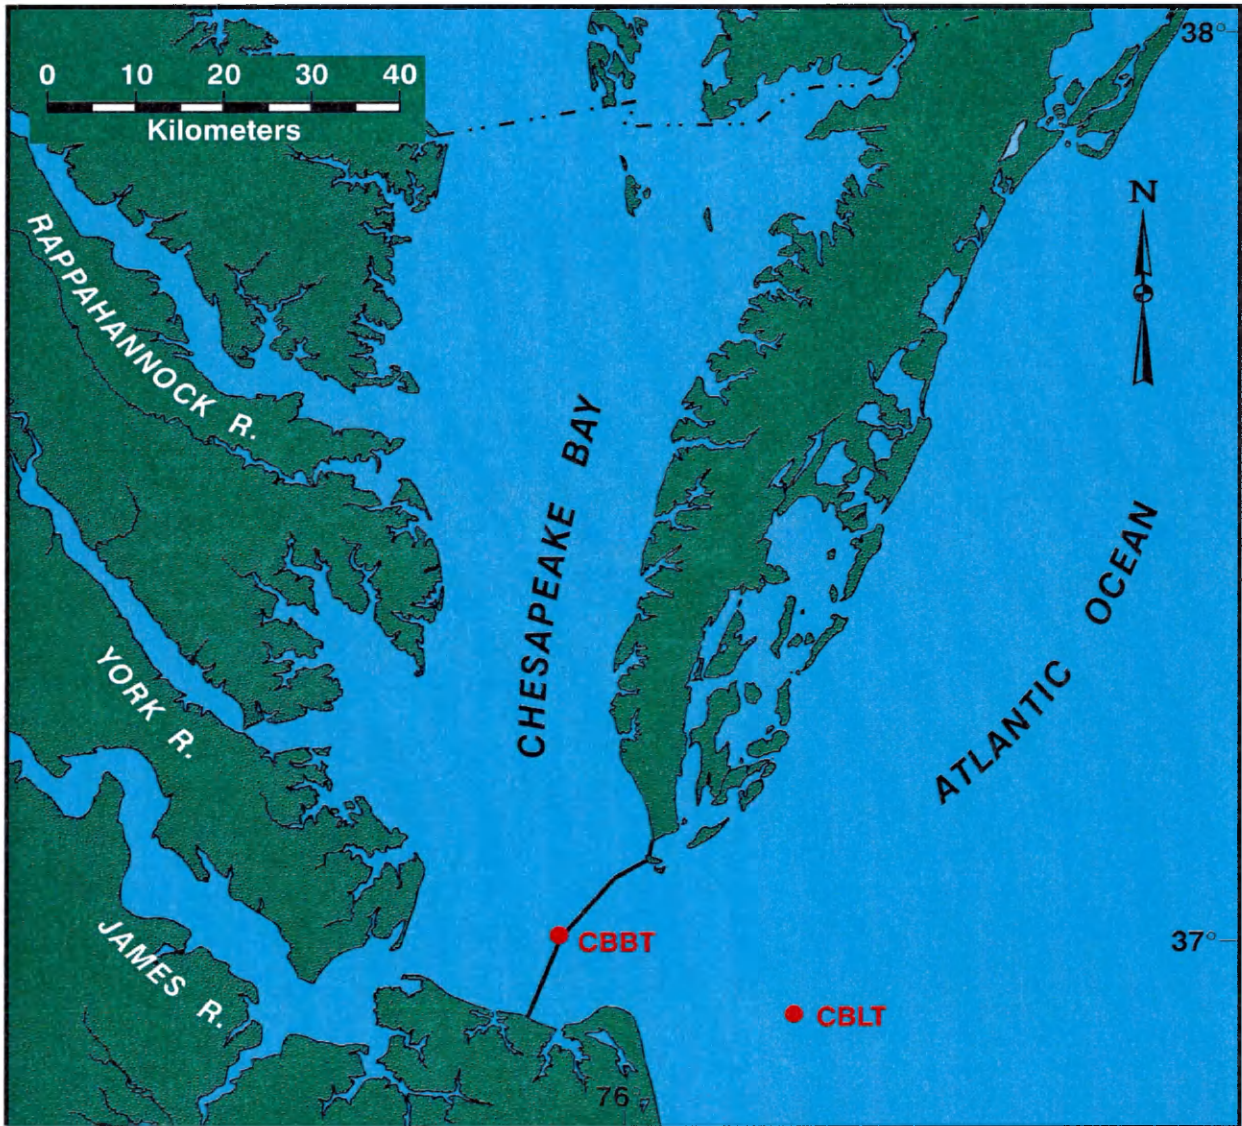 38°
0 10 20 30 40
Kilometers
N
RAPPAHANNOCK R.
CHESAPEAKE BAY
ATLANTIC OCEAN
YORK R.
JAMES R.
CBBT
37°
CBLT
76